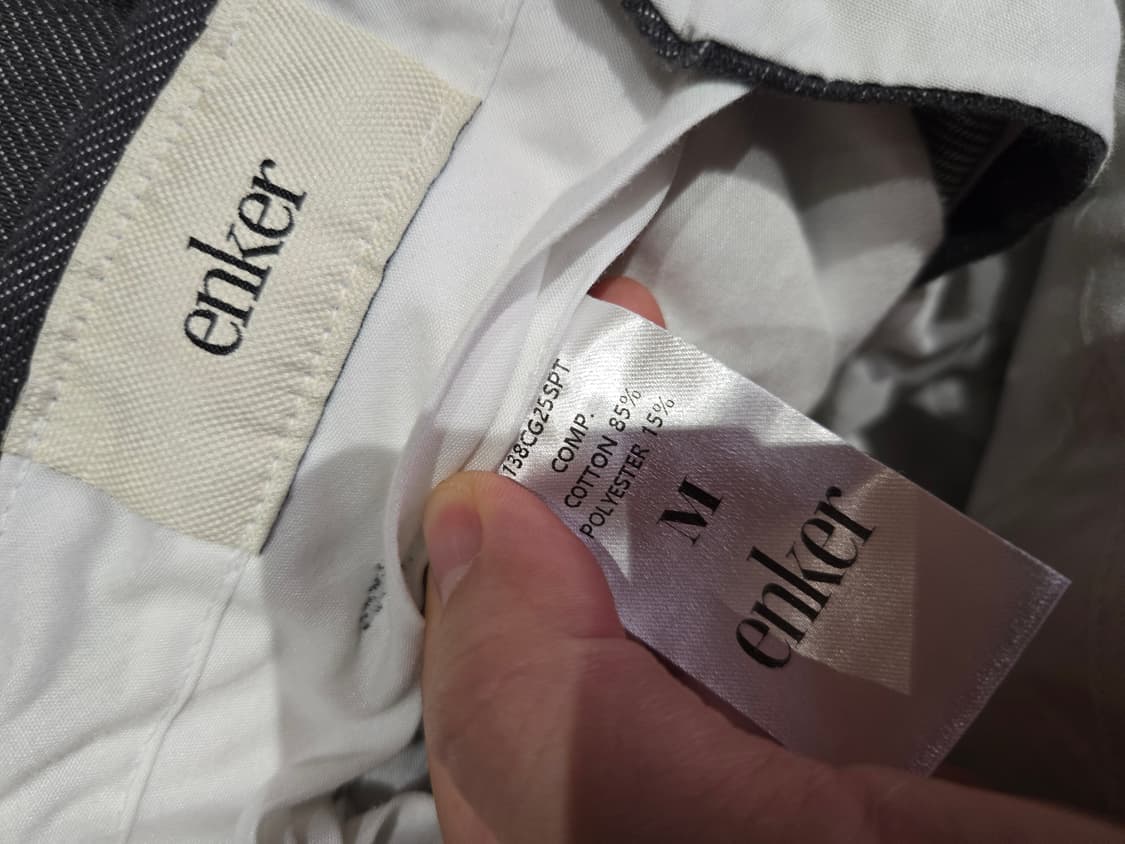 enker
138CG25SPT
COMP.
COTTON 85%
POLYESTER 15%
M
enker